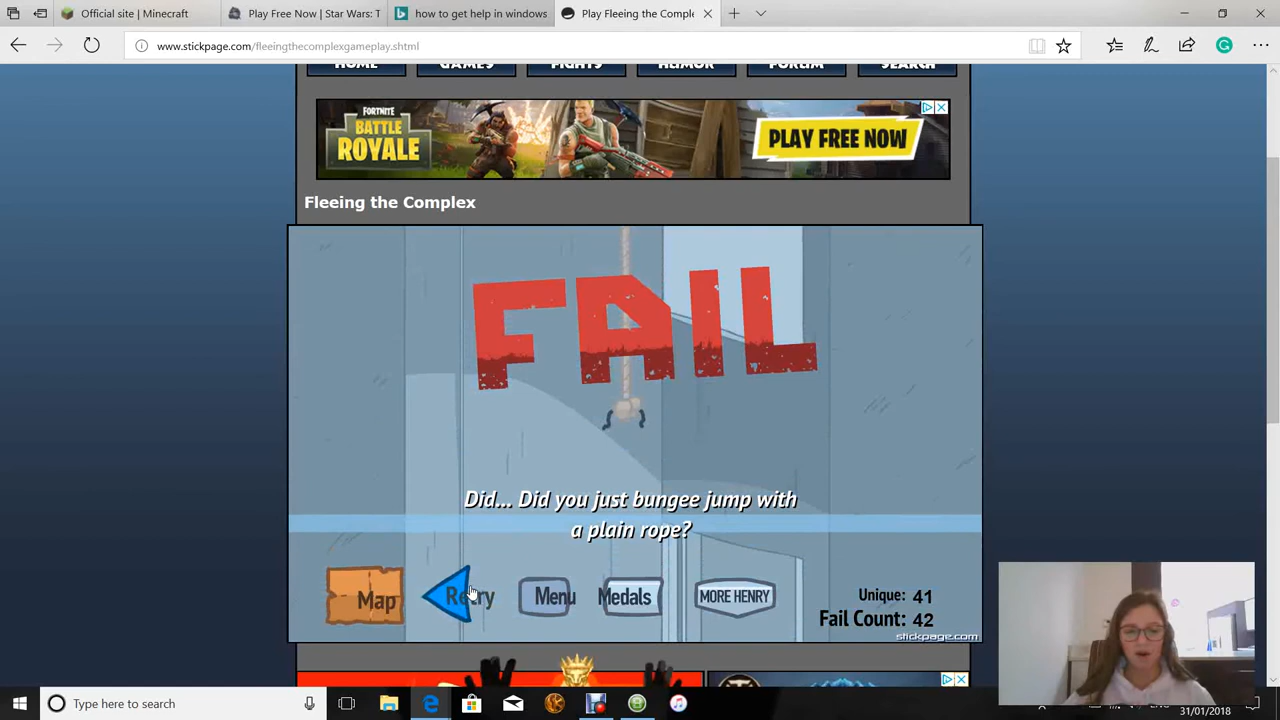 Official site | Minecraft
Play Free Now | Star Wars: T
how to get help in windows
Play Fleeing the Comple
www.stickpage.com/fleeingthecomplexgameplay.shtml
HOME GAMES FIGHTS HUMOR FORUM SEARCH
FORTNITE
BATTLE
ROYALE
PLAY FREE NOW
Fleeing the Complex
FAIL
Did... Did you just bungee jump with
a plain rope?
Map
Retry
Menu
Medals
MORE HENRY
Unique: 41
Fail Count: 42
stickpage.com
Type here to search
31/01/2018